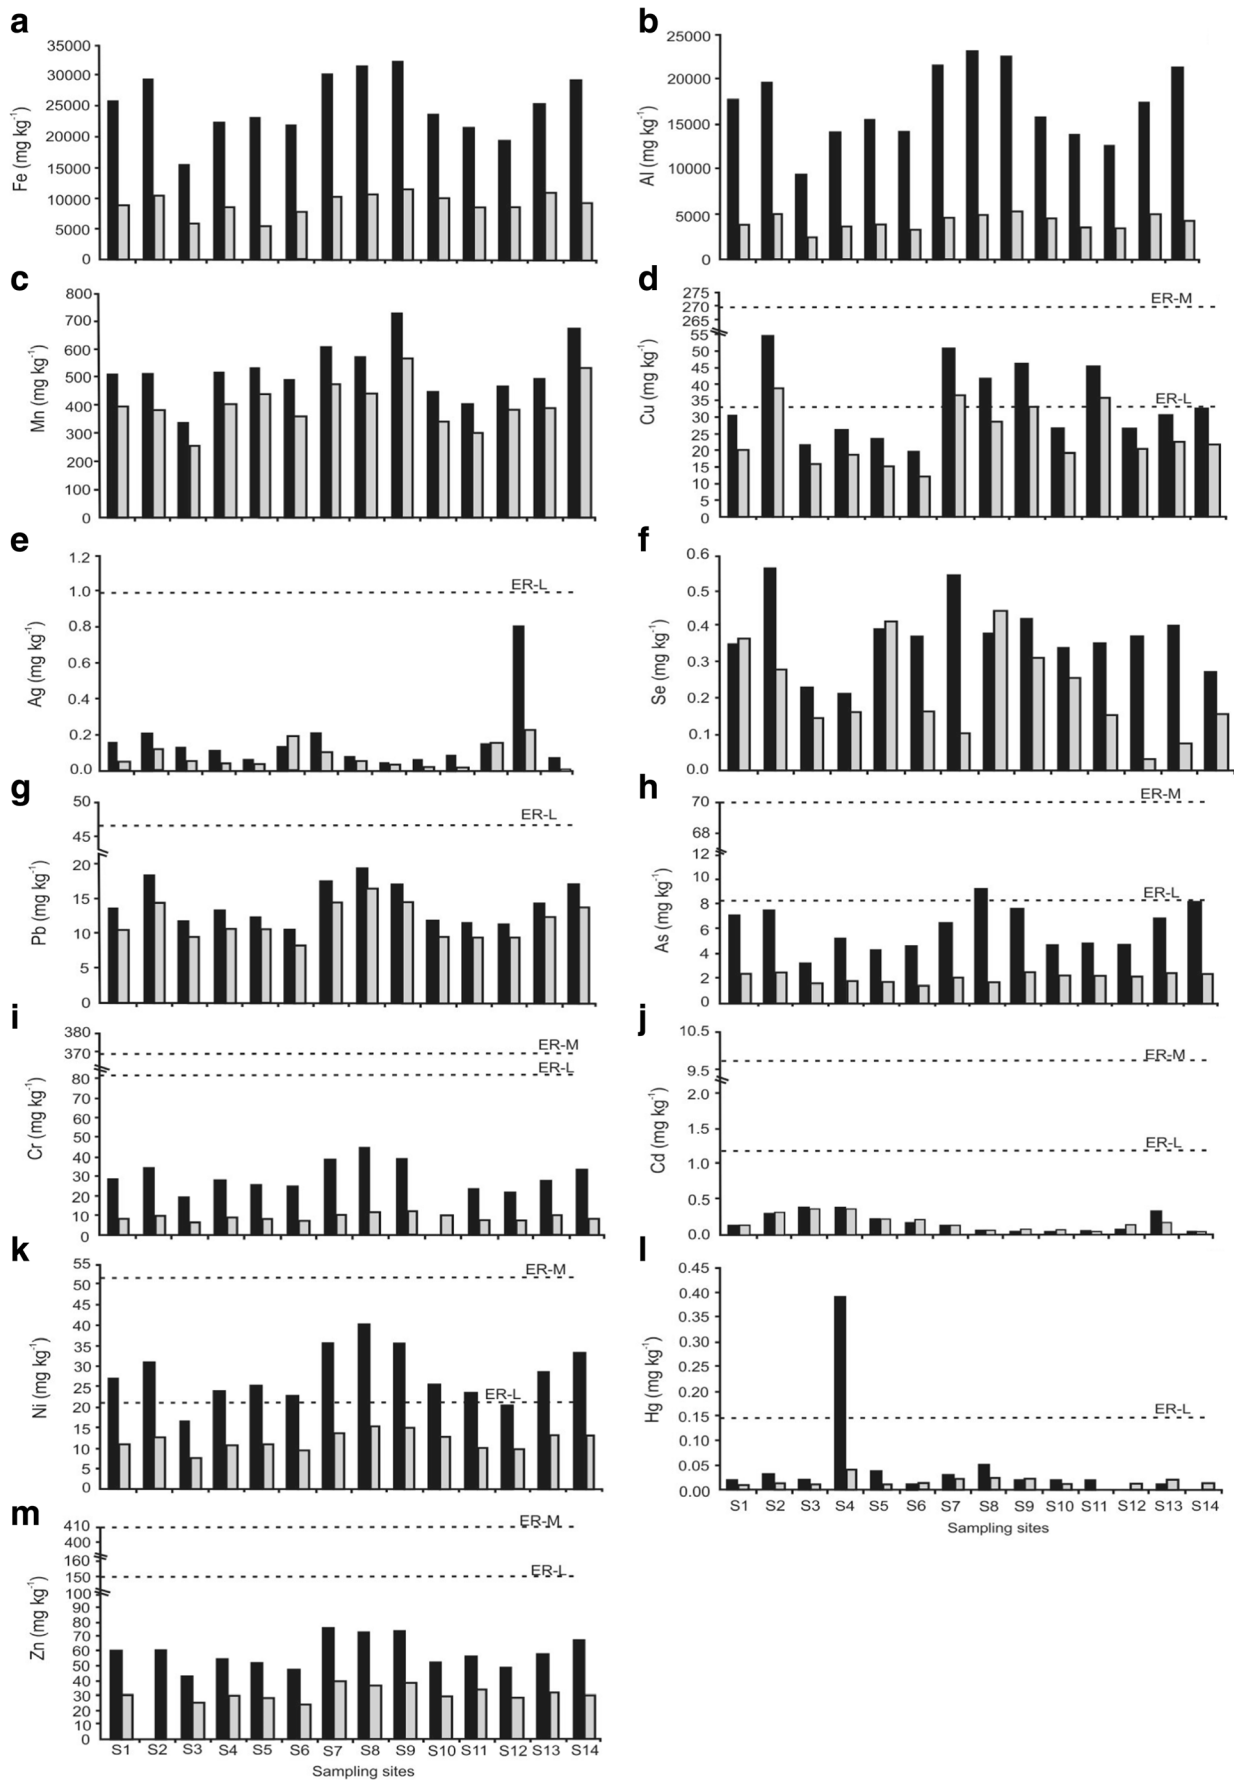 a
35000
30000
25000
20000
15000
10000
5000
0
Fe (mg kg⁻¹)
b
25000
20000
15000
10000
5000
0
Al (mg kg⁻¹)
c
800
700
600
500
400
300
200
100
0
Mn (mg kg⁻¹)
d
275
270
265
55
50
45
40
35
30
25
20
15
10
5
0
Cu (mg kg⁻¹)
ER-M
ER-L
e
1.2
1.0
0.8
0.6
0.4
0.2
0.0
Ag (mg kg⁻¹)
ER-L
f
0.6
0.5
0.4
0.3
0.2
0.1
0.0
Se (mg kg⁻¹)
g
50
45
20
15
10
5
0
Pb (mg kg⁻¹)
ER-L
h
70
68
12
10
8
6
4
2
0
As (mg kg⁻¹)
ER-M
ER-L
i
380
370
80
70
60
50
40
30
20
10
0
Cr (mg kg⁻¹)
ER-M
ER-L
j
10.5
9.5
2.0
1.5
1.0
0.5
0.0
Cd (mg kg⁻¹)
ER-M
ER-L
k
55
50
45
40
35
30
25
20
15
10
5
0
Ni (mg kg⁻¹)
ER-M
ER-L
l
0.45
0.40
0.35
0.30
0.25
0.20
0.15
0.10
0.05
0.00
Hg (mg kg⁻¹)
ER-L
S1 S2 S3 S4 S5 S6 S7 S8 S9 S10 S11 S12 S13 S14
Sampling sites
m
410
400
160
150
100
90
80
70
60
50
40
30
20
10
0
Zn (mg kg⁻¹)
ER-M
ER-L
S1 S2 S3 S4 S5 S6 S7 S8 S9 S10 S11 S12 S13 S14
Sampling sites